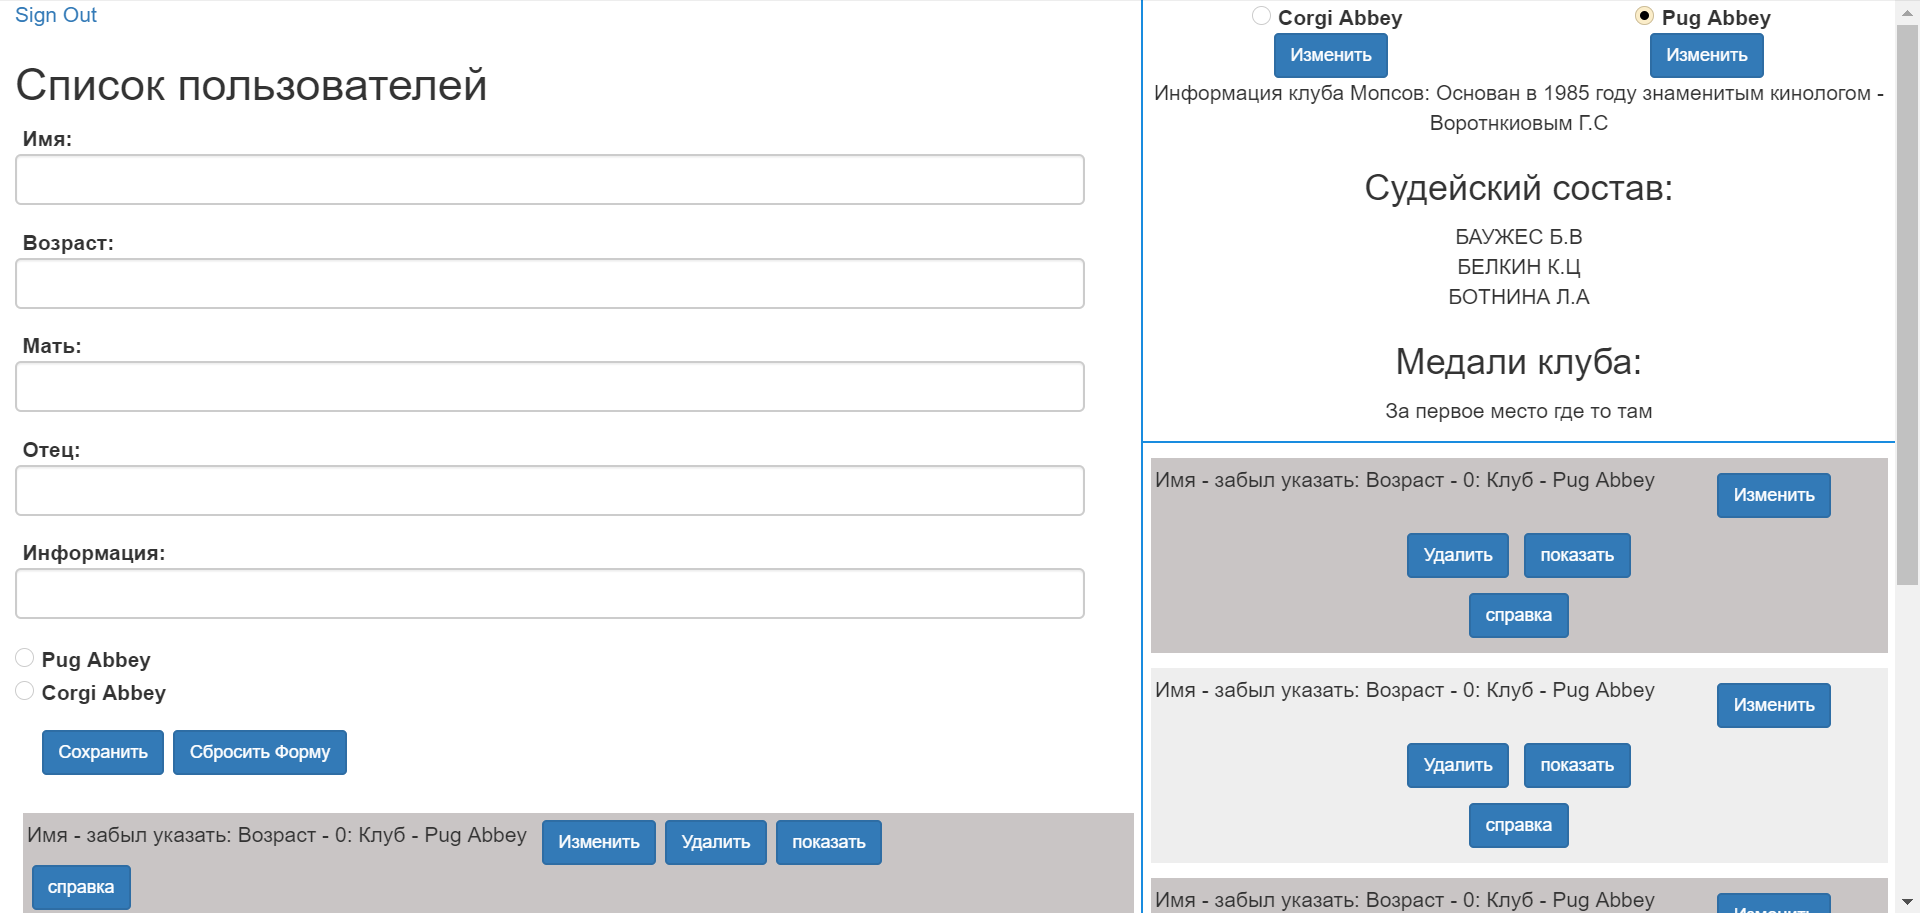 Sign Out
Список пользователей
Имя:
Возраст:
Мать:
Отец:
Информация:
Pug Abbey
Corgi Abbey
Сохранить Сбросить Форму
Имя - забыл указать: Возраст - 0: Клуб - Pug Abbey Изменить Удалить показать
справка
Corgi Abbey Pug Abbey
Изменить Изменить
Информация клуба Мопсов: Основан в 1985 году знаменитым кинологом -
Воротнкиовым Г.С
Судейский состав:
БАУЖЕС Б.В
БЕЛКИН К.Ц
БОТНИНА Л.А
Медали клуба:
За первое место где то там
Имя - забыл указать: Возраст - 0: Клуб - Pug Abbey Изменить
Удалить показать
справка
Имя - забыл указать: Возраст - 0: Клуб - Pug Abbey Изменить
Удалить показать
справка
Имя - забыл указать: Возраст - 0: Клуб - Pug Abbey Изменить